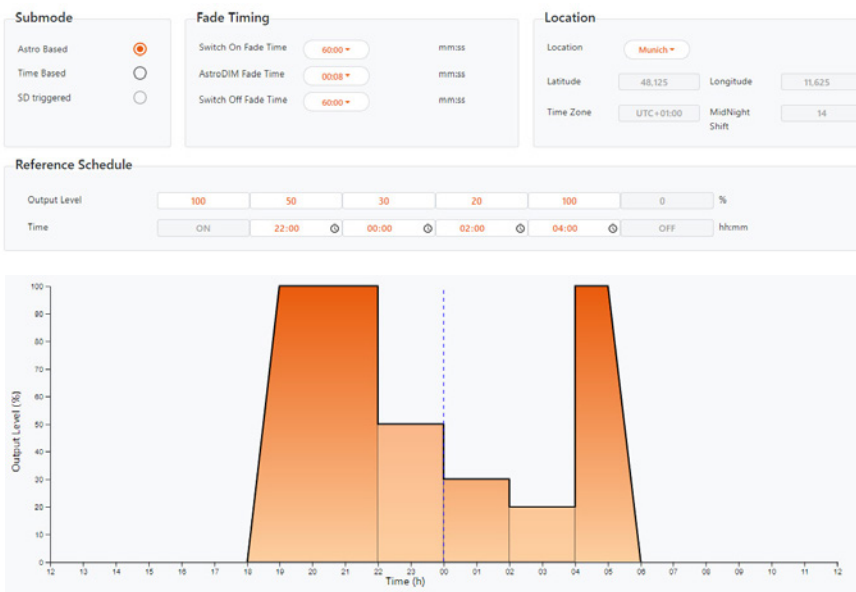 Submode
Astro Based
Time Based
SD triggered
Fade Timing
Switch On Fade Time 60:00 mm:ss
AstroDIM Fade Time 00:08 mm:ss
Switch Off Fade Time 60:00 mm:ss
Location
Location Munich
Latitude 48,125 Longitude 11,625
Time Zone UTC+01:00 MidNight Shift 14
Reference Schedule
Output Level 100 50 30 20 100 0 %
Time ON 22:00 00:00 02:00 04:00 OFF hh:mm
Output Level (%)
100
90
80
70
60
50
40
30
20
10
0
12 13 14 15 16 17 18 19 20 21 22 23 00 01 02 03 04 05 06 07 08 09 10 11 12
Time (h)